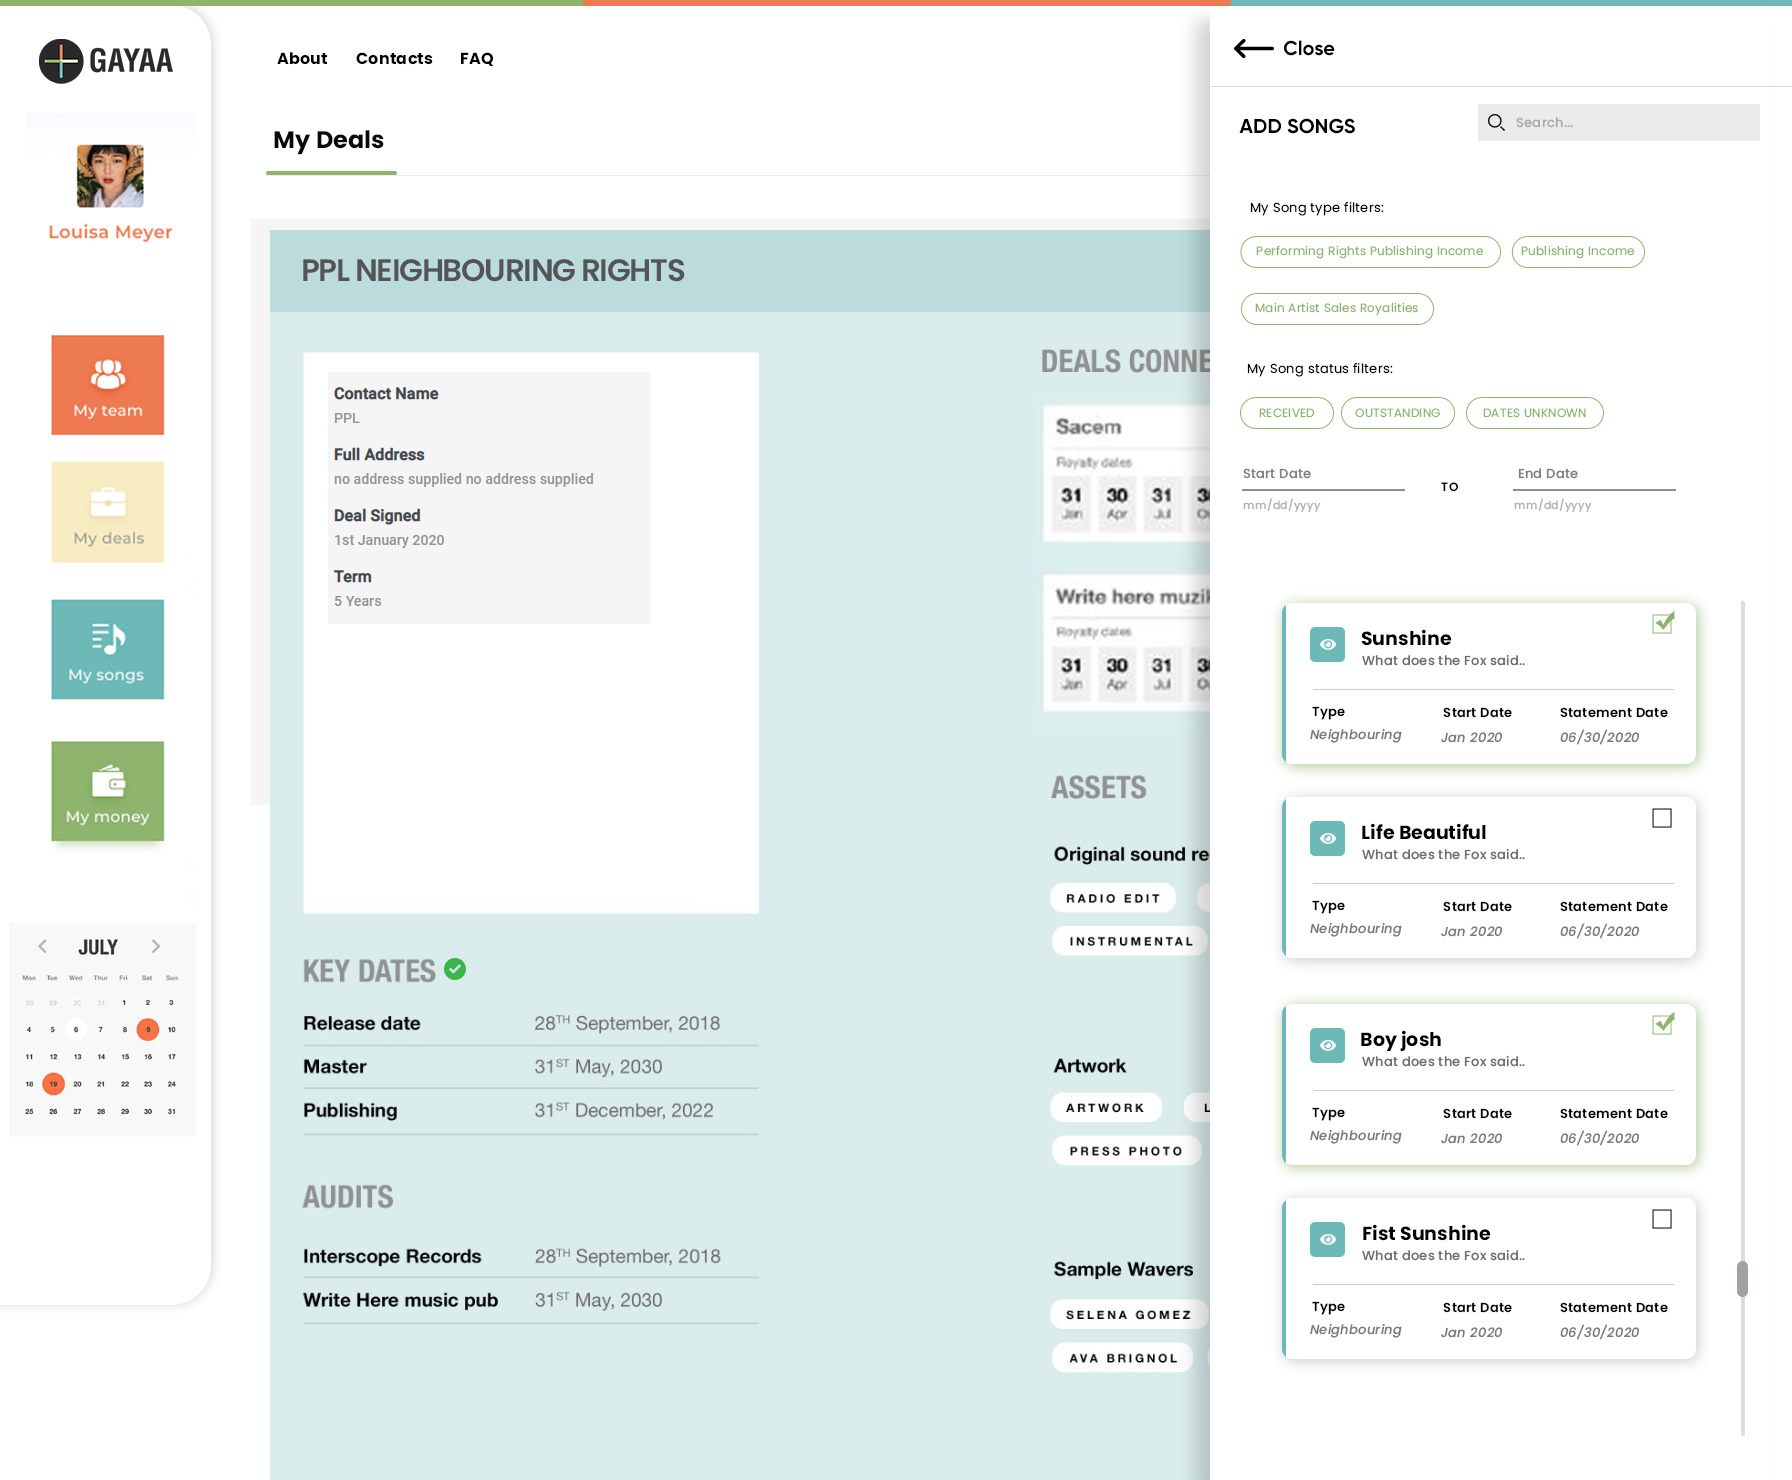 GAYAA
Louisa Meyer
My team
My deals
My songs
My money
JULY
Mon Tue Wed Thur Fri Sat Sun
28 29 30 31 1 2 3
4 5 6 7 8 9 10
11 12 13 14 15 16 17
18 19 20 21 22 23 24
25 26 27 28 29 30 31
About Contacts FAQ
My Deals
PPL NEIGHBOURING RIGHTS
Contact Name
PPL
Full Address
no address supplied no address supplied
Deal Signed
1st January 2020
Term
5 Years
KEY DATES
Release date 28TH September, 2018
Master 31ST May, 2030
Publishing 31ST December, 2022
AUDITS
Interscope Records 28TH September, 2018
Write Here music pub 31ST May, 2030
DEALS CONNE
Sacem
Royalty dates
31 30 31 3
Jan Apr Jul O
Write here muzik
Royalty dates
31 30 31 3
Jan Apr Jul O
ASSETS
Original sound re
RADIO EDIT
INSTRUMENTAL
Artwork
ARTWORK L
PRESS PHOTO
Sample Wavers
SELENA GOMEZ
AVA BRIGNOL
Close
ADD SONGS
Search...
My Song type filters:
Performing Rights Publishing Income Publishing Income
Main Artist Sales Royalities
My Song status filters:
RECEIVED OUTSTANDING DATES UNKNOWN
Start Date TO End Date
mm/dd/yyyy mm/dd/yyyy
Sunshine
What does the Fox said..
Type Start Date Statement Date
Neighbouring Jan 2020 06/30/2020
Life Beautiful
What does the Fox said..
Type Start Date Statement Date
Neighbouring Jan 2020 06/30/2020
Boy josh
What does the Fox said..
Type Start Date Statement Date
Neighbouring Jan 2020 06/30/2020
Fist Sunshine
What does the Fox said..
Type Start Date Statement Date
Neighbouring Jan 2020 06/30/2020